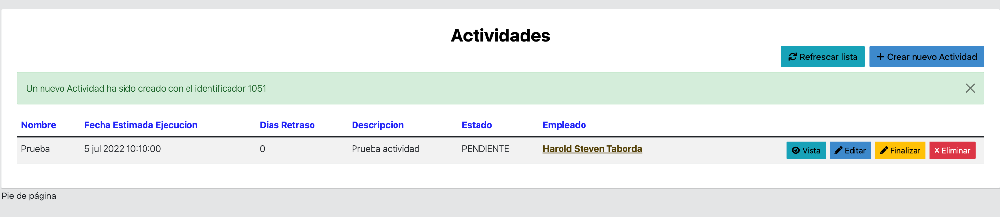 Actividades
Refrescar lista + Crear nuevo Actividad
Un nuevo Actividad ha sido creado con el identificador 1051
Nombre Fecha Estimada Ejecucion Dias Retraso Descripcion Estado Empleado
Prueba 5 jul 2022 10:10:00 0 Prueba actividad PENDIENTE Harold Steven Taborda Vista Editar Finalizar Eliminar
Pie de página